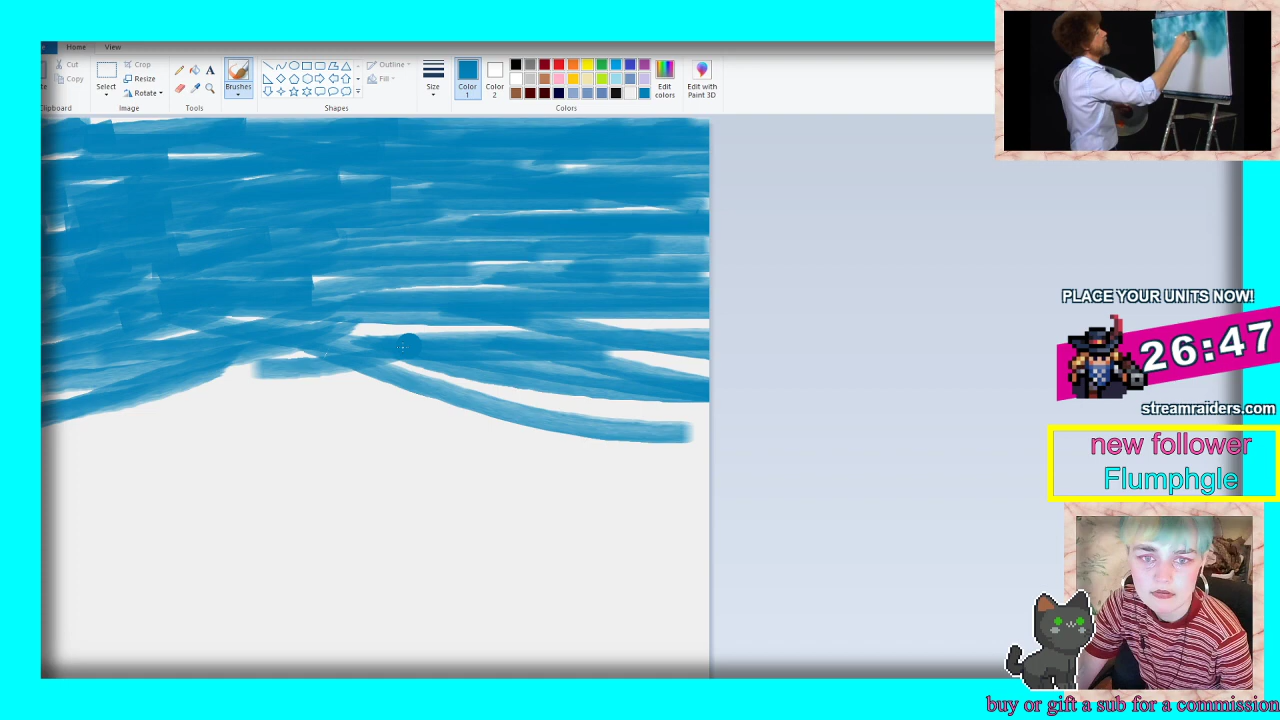 Home View
Cut
Copy
Clipboard
Select
Crop
Resize
Rotate
Image
A
Tools
Brushes
Outline
Fill
Shapes
Size
Color 1
Color 2
Edit colors
Colors
Edit with Paint 3D
PLACE YOUR UNITS NOW!
26:47
streamraiders.com
new follower
Flumphgle
buy or gift a sub for a commission